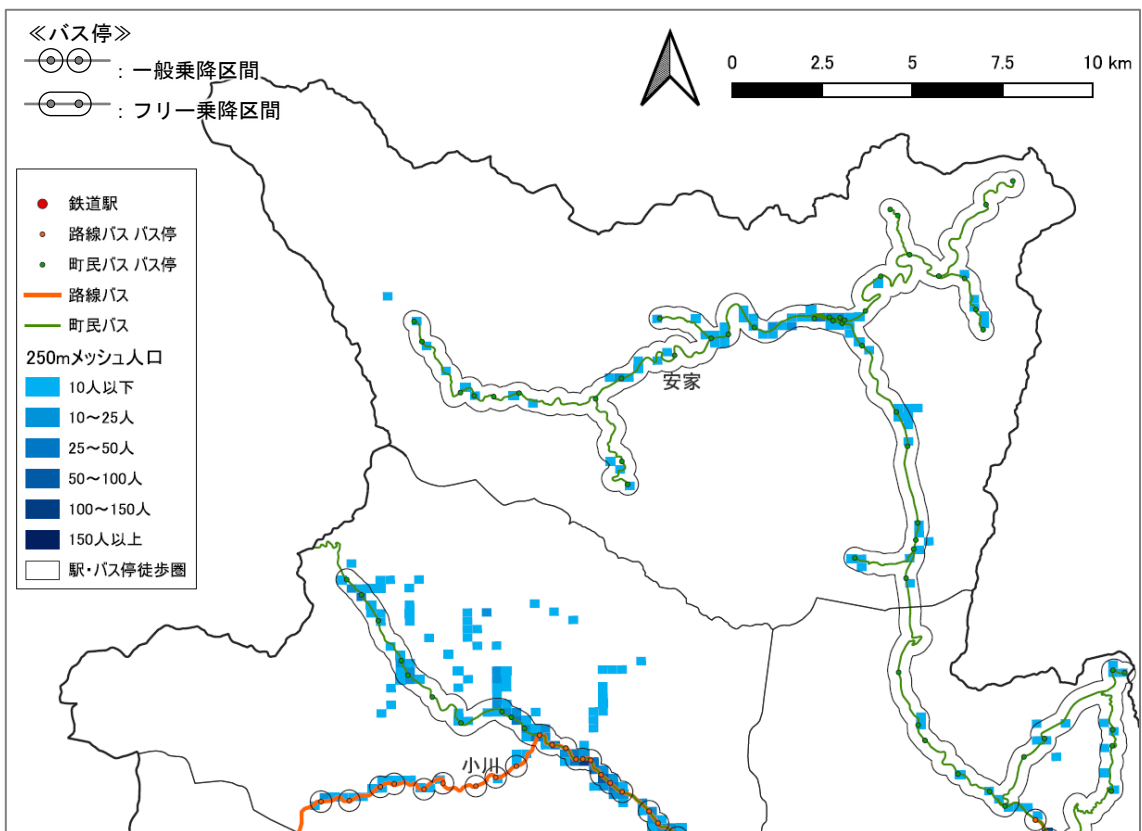 ≪バス停≫
：一般乗降区間
：フリー乗降区間
0 2.5 5 7.5 10 km
鉄道駅
路線バス バス停
町民バス バス停
路線バス
町民バス
250mメッシュ人口
10人以下
10～25人
25～50人
50～100人
100～150人
150人以上
駅・バス停徒歩圏
安家
小川